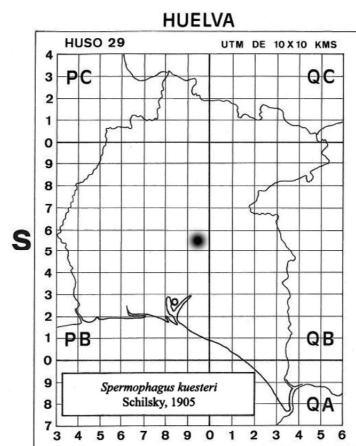 HUELVA
HUSO 29 UTM DE 10 X 10 KMS
4
PC QC
3
2
1
0
9
8
7
6
S
5
4
3
2
PB QB
1
0
9
Spermophagus kuesteri
Schilsky, 1905
8
QA
7
3 4 5 6 7 8 9 0 1 2 3 4 5 6